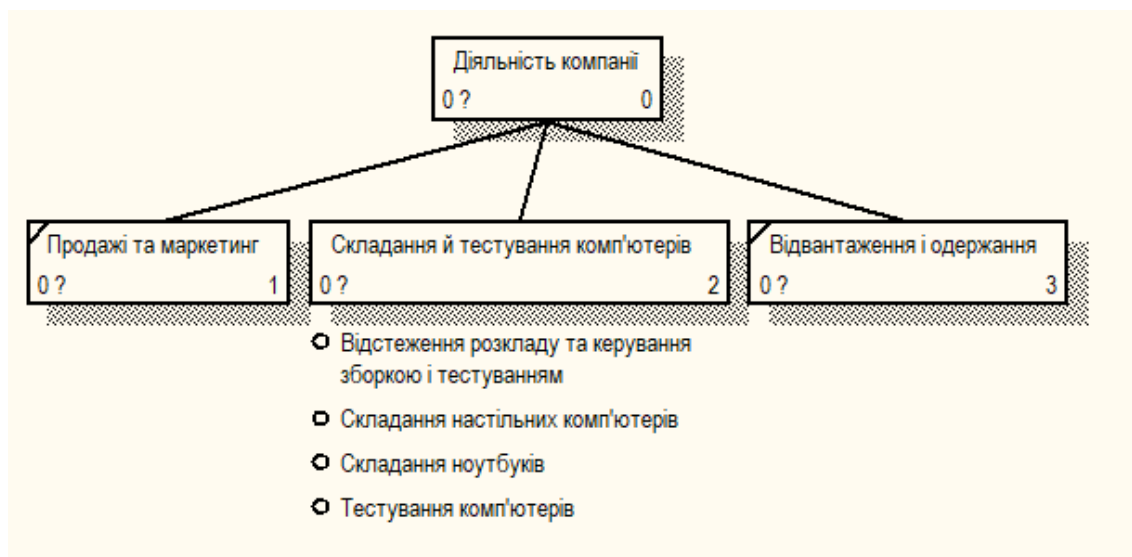 Діяльність компанії
0 ? 0
Продажі та маркетинг
0 ? 1
Складання й тестування комп'ютерів
0 ? 2
Відвантаження і одержання
0 ? 3
Відстеження розкладу та керування
зборкою і тестуванням
Складання настільних комп'ютерів
Складання ноутбуків
Тестування комп'ютерів